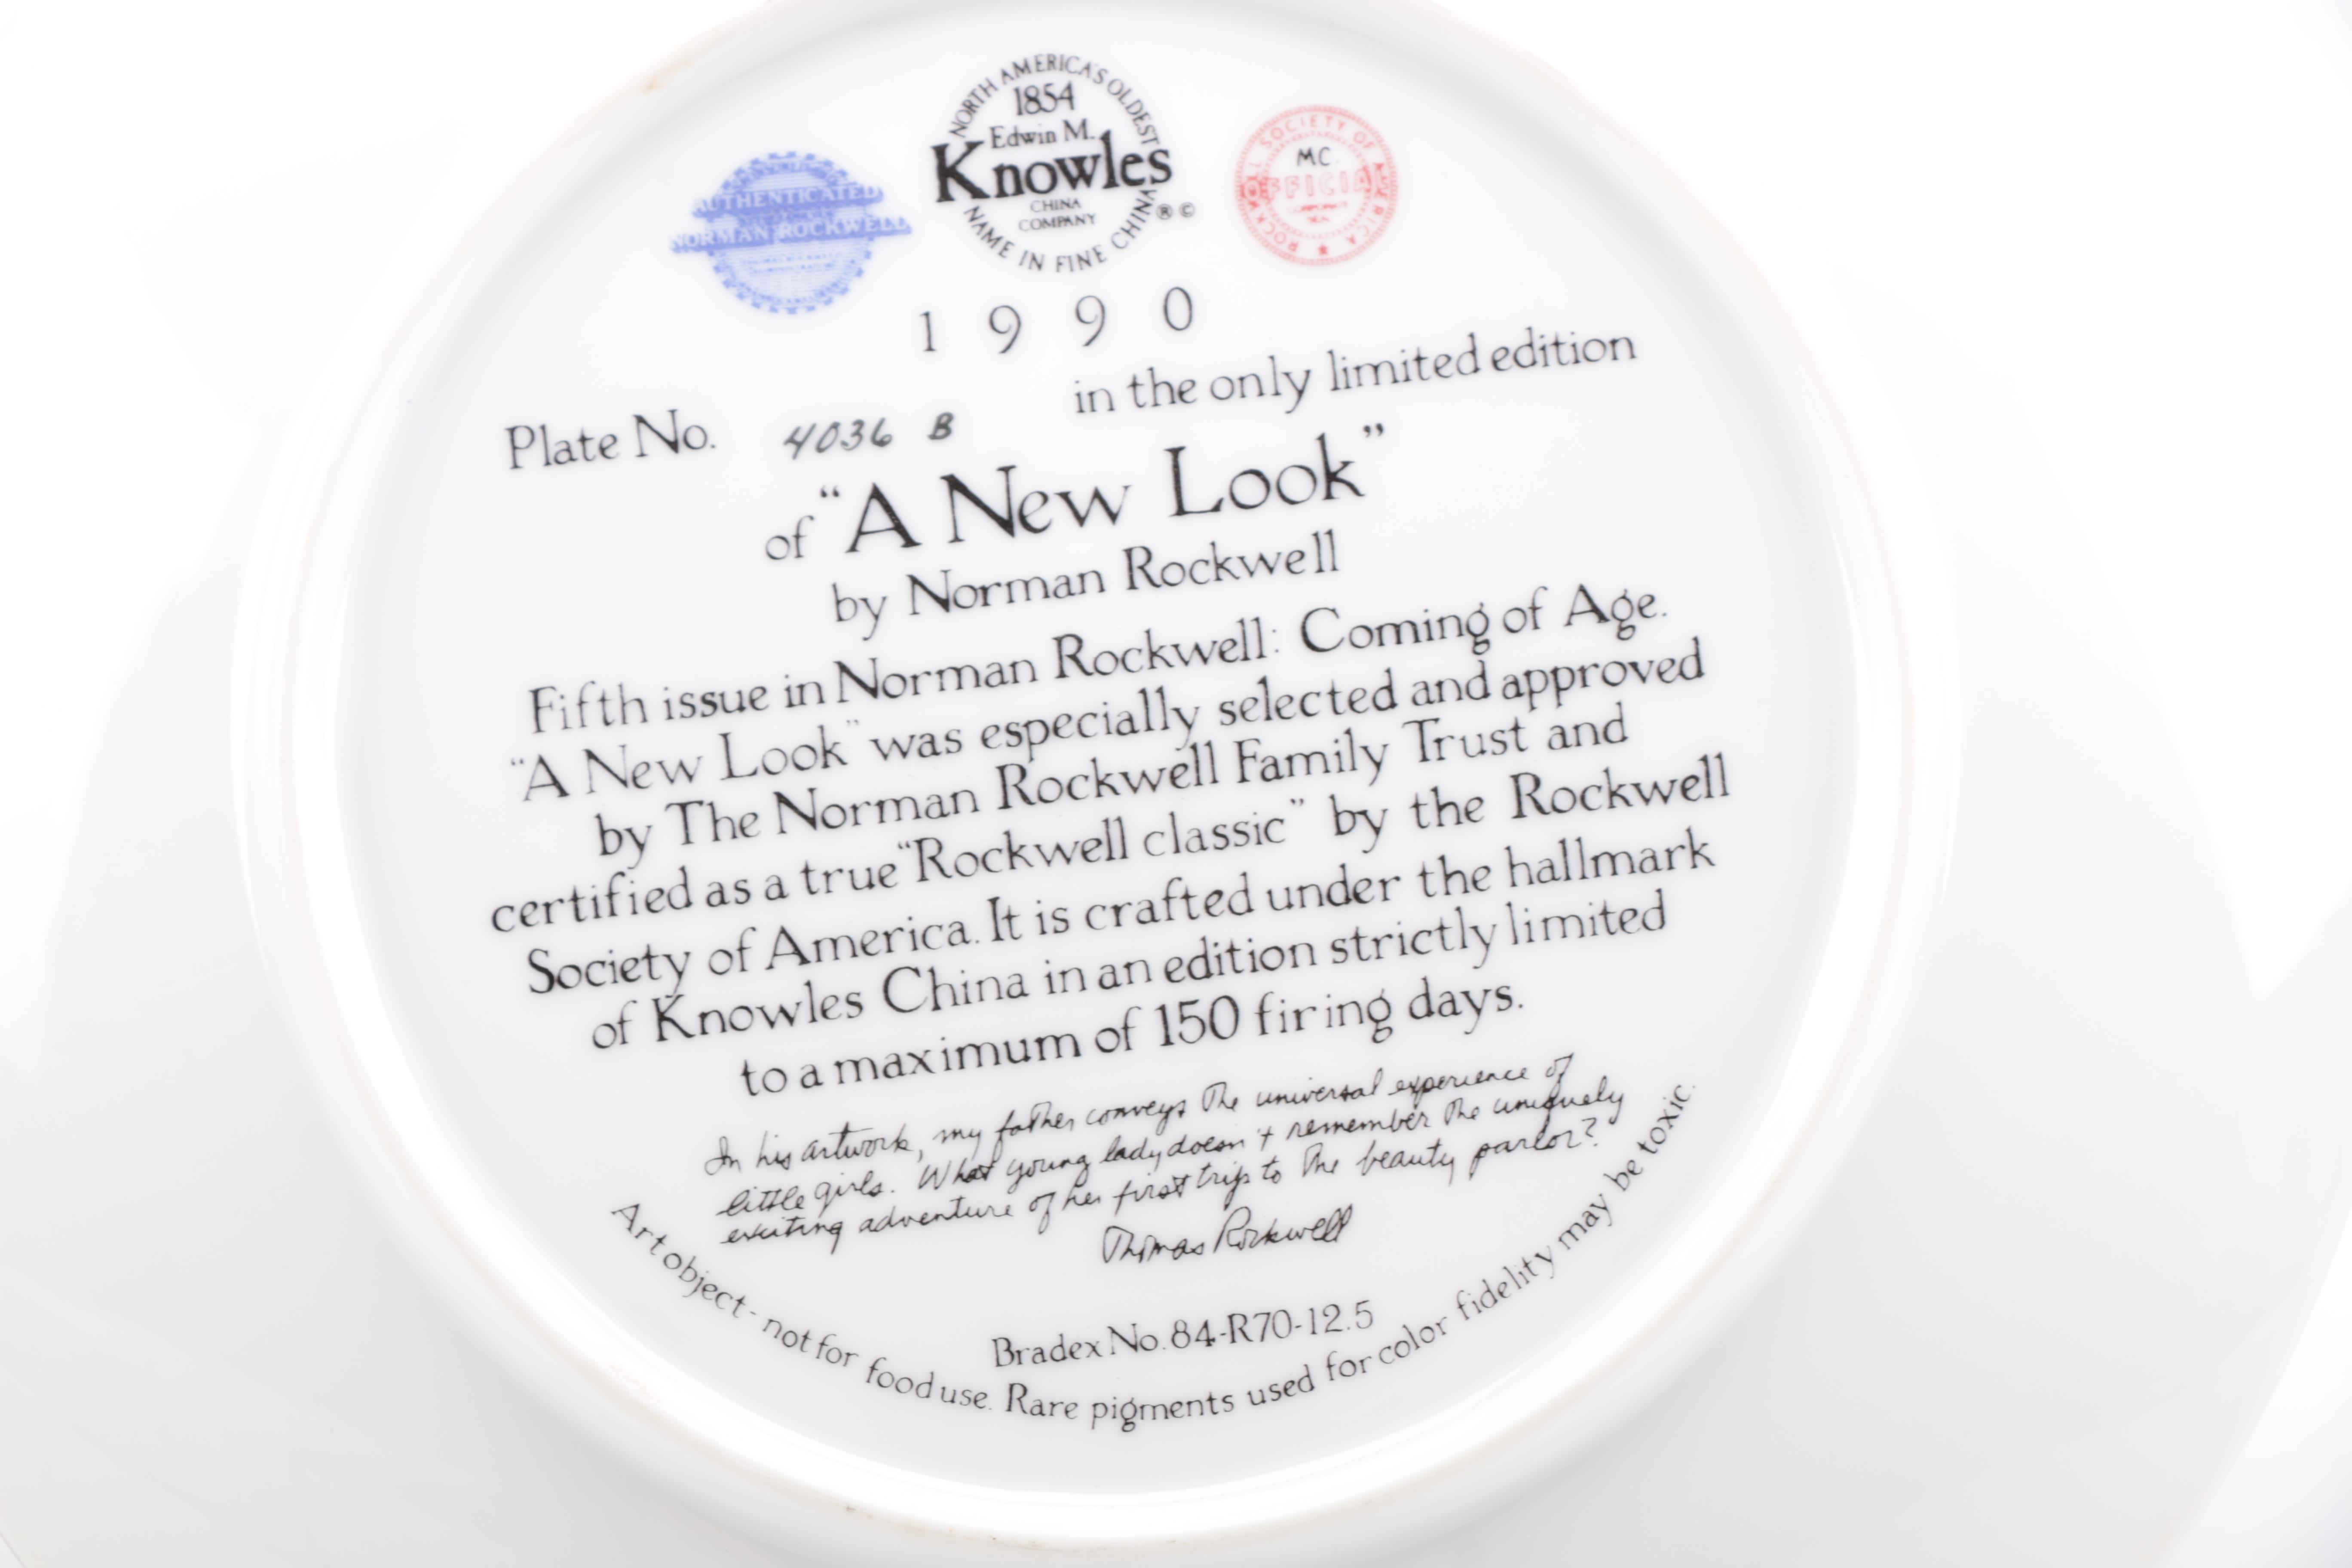 NORTH AMERICA'S OLDEST
1854
Edwin M.
Knowles
CHINA
COMPANY
NAME IN FINE CHINA
® ©
AUTHENTICATED
NORMAN ROCKWELL
ROCKWELL SOCIETY OF AMERICA
MC
OFFICIAL
1990
Plate No. 4036 B in the only limited edition
of "A New Look"
by Norman Rockwell
Fifth issue in Norman Rockwell: Coming of Age.
"A New Look" was especially selected and approved
by The Norman Rockwell Family Trust and
certified as a true "Rockwell classic" by the Rockwell
Society of America. It is crafted under the hallmark
of Knowles China in an edition strictly limited
to a maximum of 150 firing days.
In his artwork, my father conveys the universal experience of
little girls. What young lady doesn't remember the uniquely
exciting adventure of her first trip to the beauty parlor?
Thomas Rockwell
Bradex No. 84-R70-12.5
Art object - not for food use. Rare pigments used for color fidelity may be toxic.